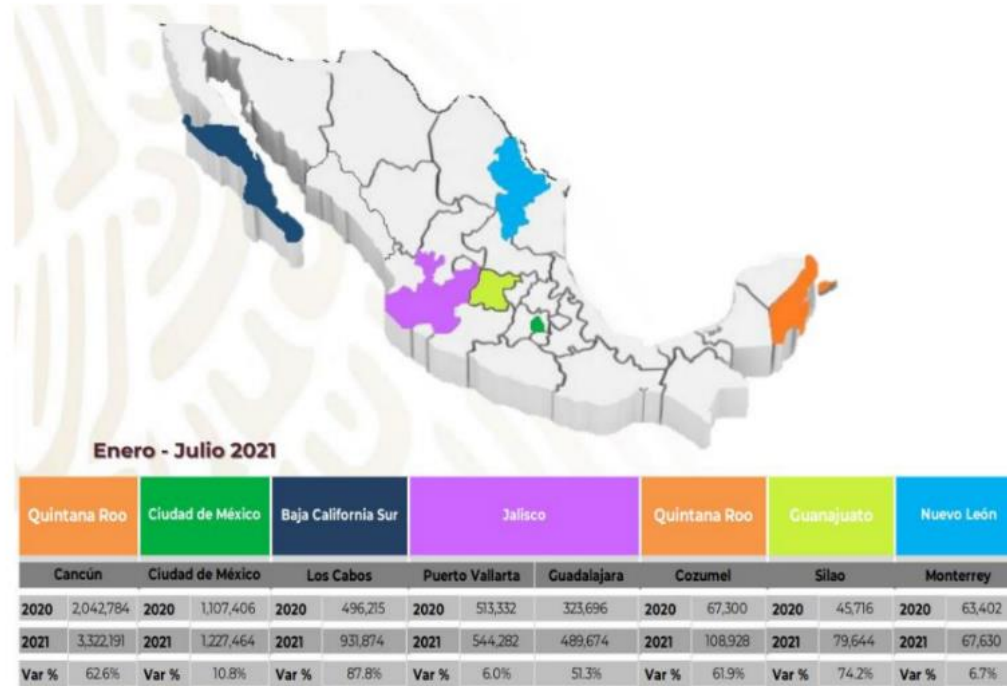 Enero - Julio 2021
Quintana Roo Ciudad de México Baja California Sur Jalisco Quintana Roo Guanajuato Nuevo León
Cancún Ciudad de México Los Cabos Puerto Vallarta Guadalajara Cozumel Silao Monterrey
2020 2,042,784 2020 1,107,406 2020 496,215 2020 513,332 323,696 2020 67,300 2020 45,716 2020 63,402
2021 3,322,191 2021 1,227,464 2021 931,874 2021 544,282 489,674 2021 108,928 2021 79,644 2021 67,630
Var % 62.6% Var % 10.8% Var % 87.8% Var % 6.0% 51.3% Var % 61.9% Var % 74.2% Var % 6.7%